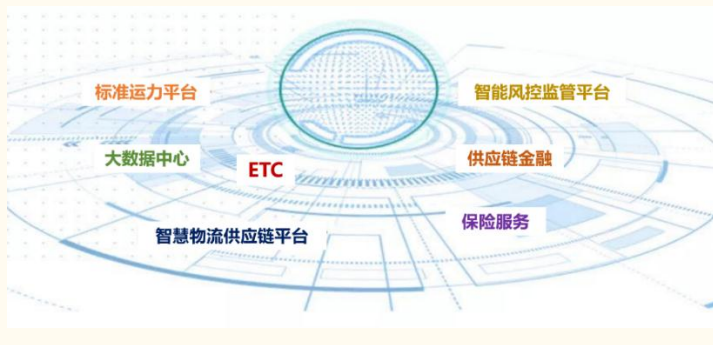 标准运力平台
智能风控监管平台
大数据中心
ETC
供应链金融
智慧物流供应链平台
保险服务